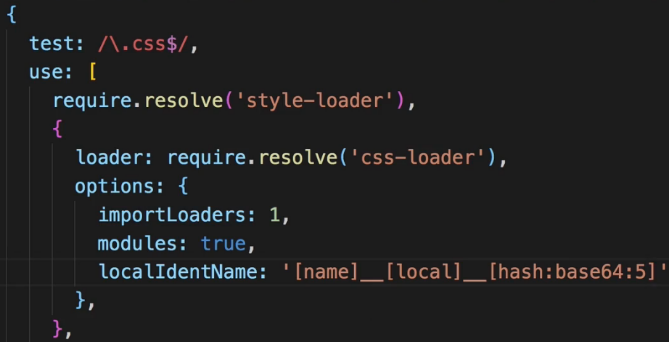 {
test: /\.css$/,
use: [
require.resolve('style-loader'),
{
loader: require.resolve('css-loader'),
options: {
importLoaders: 1,
modules: true,
localIdentName: '[name]__[local]__[hash:base64:5]'
},
},